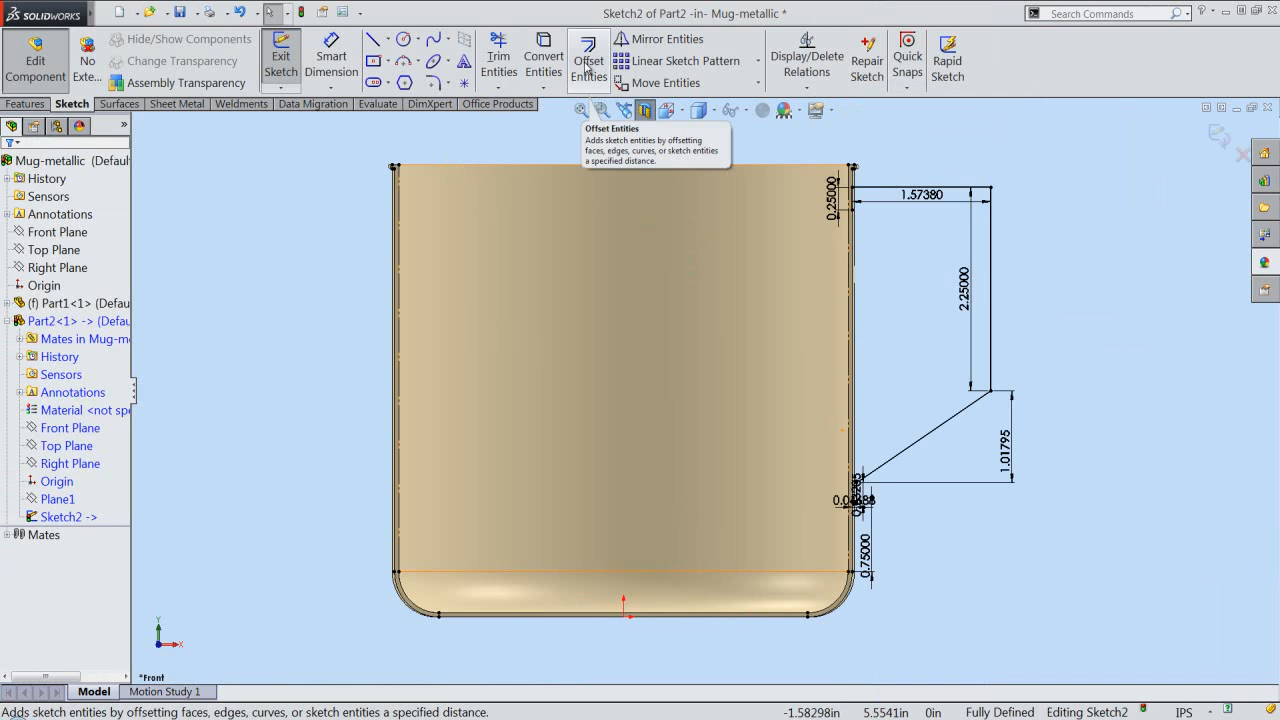 SOLIDWORKS
Sketch2 of Part2 -in- Mug-metallic *
Search Commands
Edit Component
No Exte...
Hide/Show Components
Change Transparency
Assembly Transparency
Exit Sketch
Smart Dimension
Trim Entities
Convert Entities
Offset Entities
Mirror Entities
Linear Sketch Pattern
Move Entities
Display/Delete Relations
Repair Sketch
Quick Snaps
Rapid Sketch
Features
Sketch
Surfaces
Sheet Metal
Weldments
Data Migration
Evaluate
DimXpert
Office Products
Offset Entities
Adds sketch entities by offsetting
faces, edges, curves, or sketch entities
a specified distance.
Mug-metallic (Defaul
History
Sensors
Annotations
Front Plane
Top Plane
Right Plane
Origin
(f) Part1<1> (Defau
Part2<1> -> (Defau
Mates in Mug-m
History
Sensors
Annotations
Material <not sp
Front Plane
Top Plane
Right Plane
Origin
Plane1
Sketch2 ->
Mates
0.25000
1.57380
2.25000
1.01795
0.75000
Y
X
*Front
Model
Motion Study 1
Adds sketch entities by offsetting faces, edges, curves, or sketch entities a specified distance.
-1.58298in
5.5541in
0in
Fully Defined
Editing Sketch2
IPS